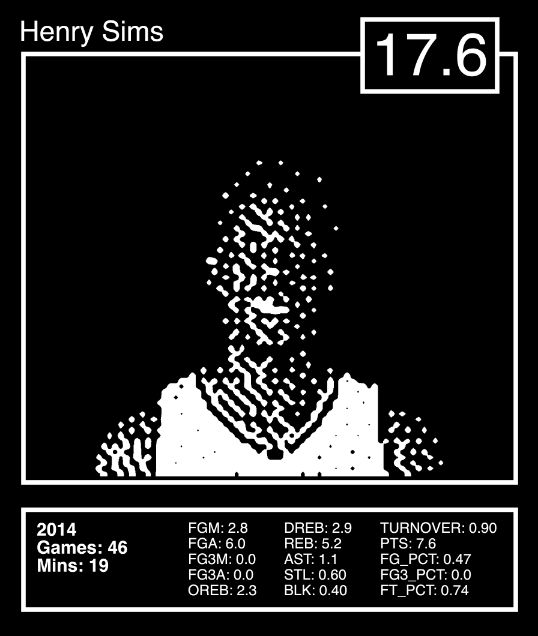 Henry Sims
17.6
2014
Games: 46
Mins: 19
FGM: 2.8
FGA: 6.0
FG3M: 0.0
FG3A: 0.0
OREB: 2.3
DREB: 2.9
REB: 5.2
AST: 1.1
STL: 0.60
BLK: 0.40
TURNOVER: 0.90
PTS: 7.6
FG_PCT: 0.47
FG3_PCT: 0.0
FT_PCT: 0.74